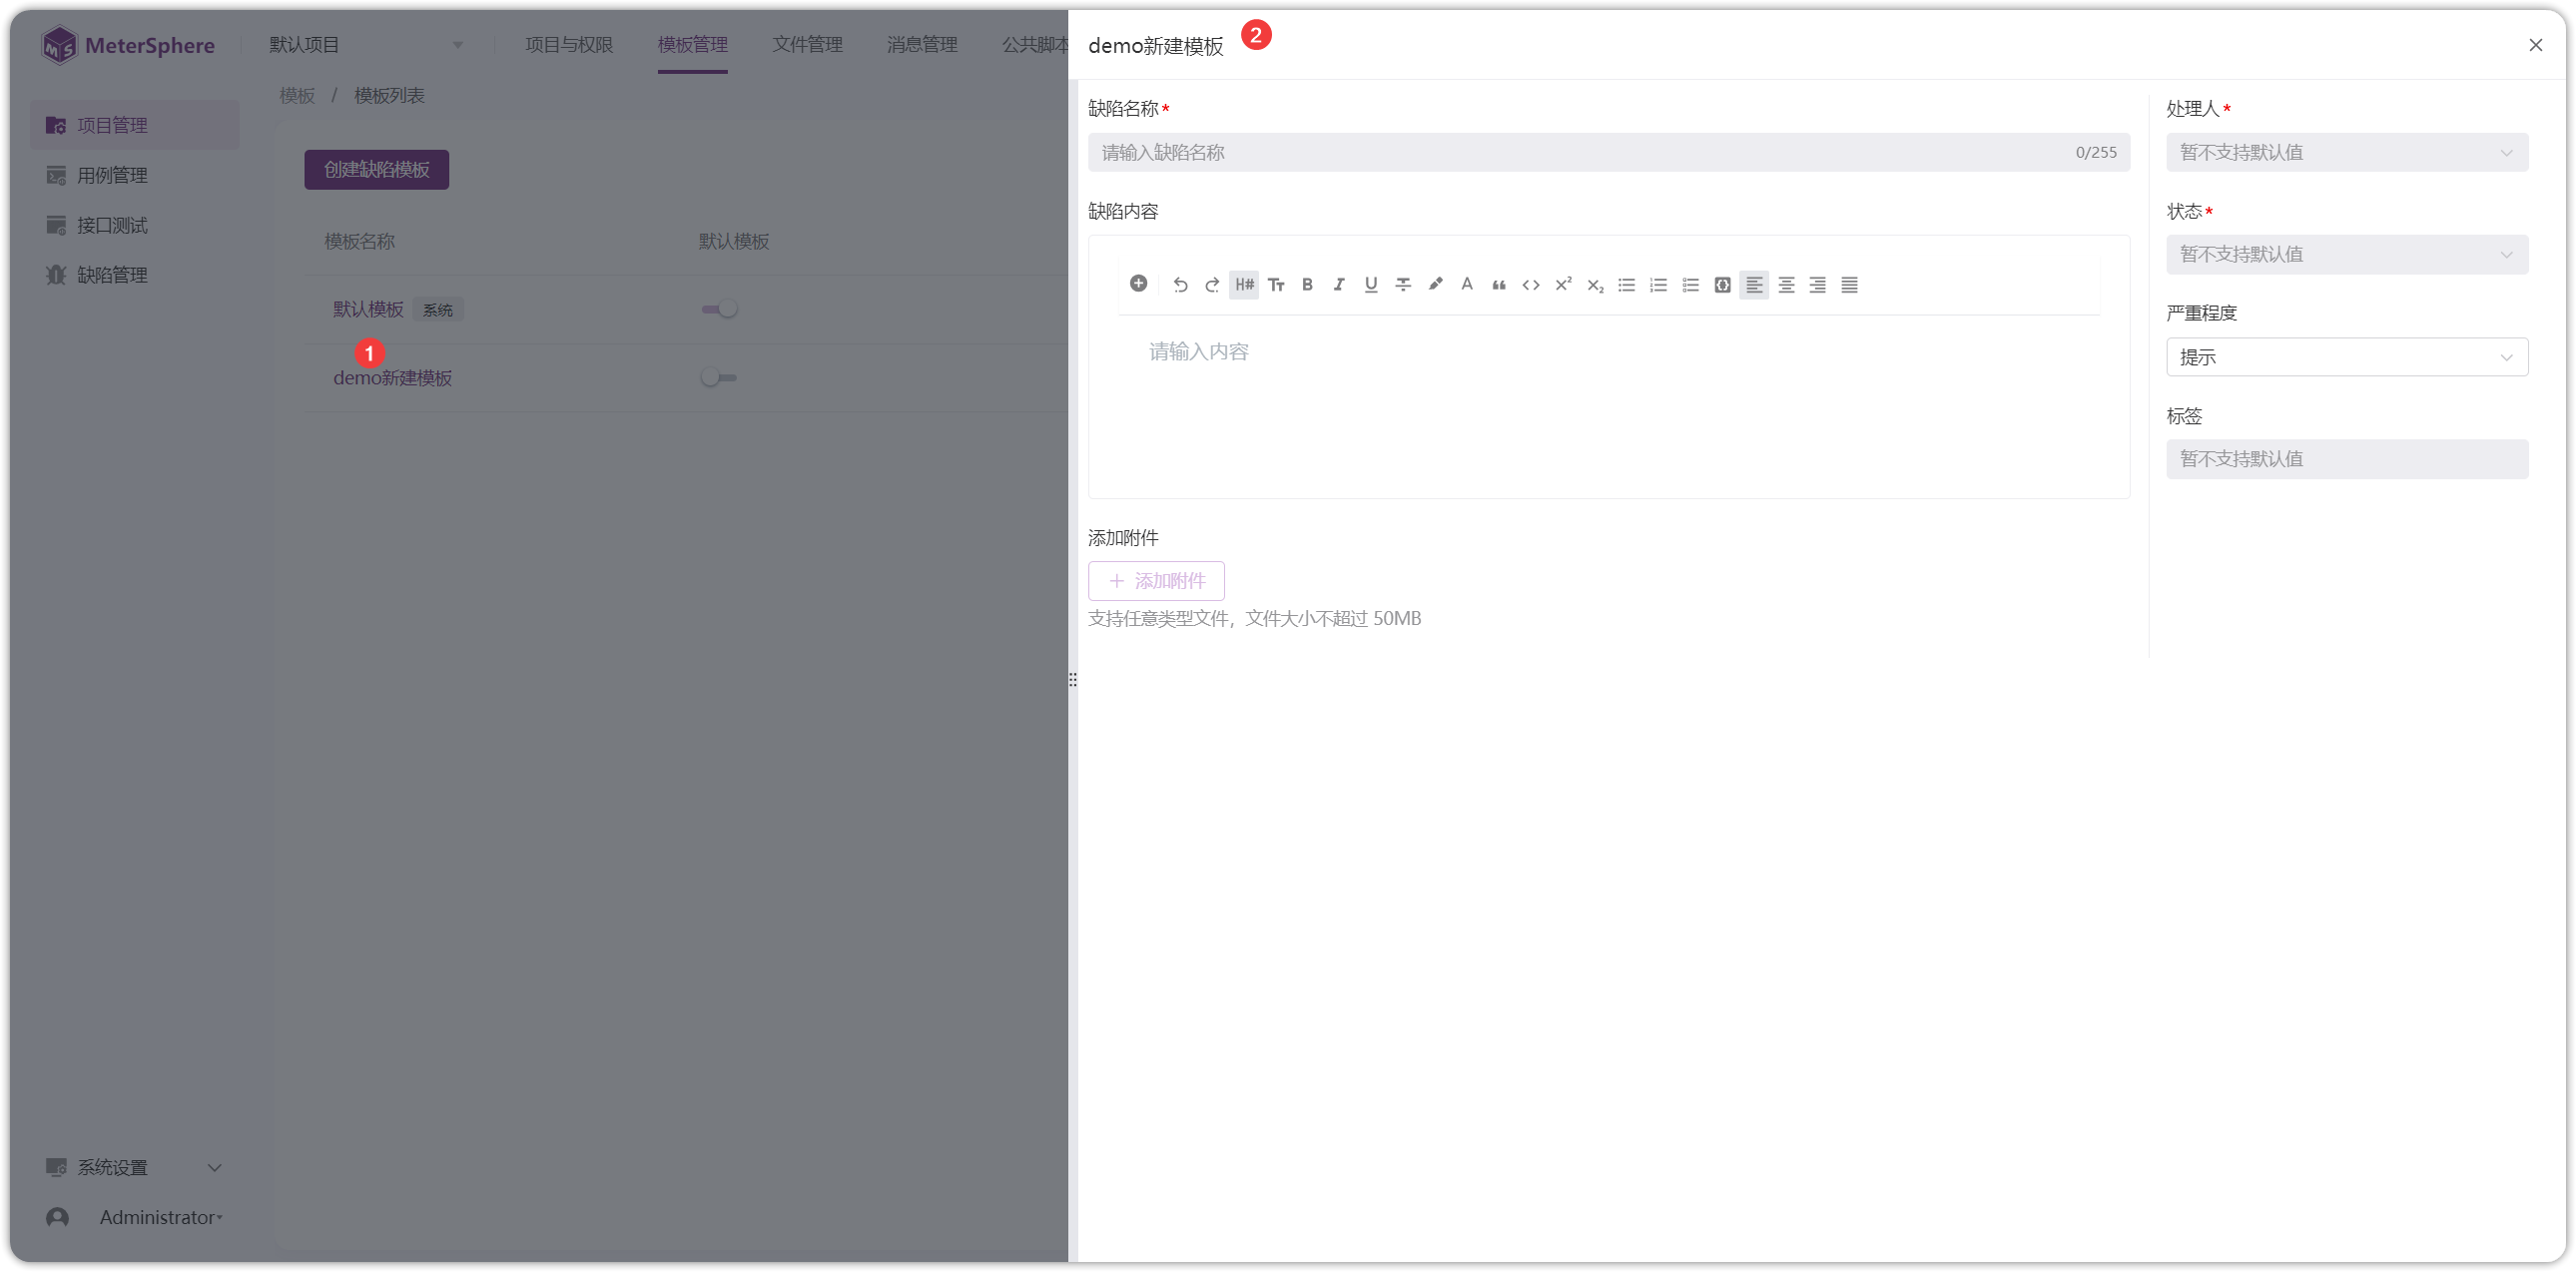 MeterSphere
默认项目
项目与权限
模板管理
文件管理
消息管理
公共脚本
模板 / 模板列表
项目管理
用例管理
接口测试
缺陷管理
创建缺陷模板
模板名称
默认模板
默认模板 系统
1
demo新建模板
系统设置
Administrator
demo新建模板 2
缺陷名称*
请输入缺陷名称 0/255
缺陷内容
H# Tт B I U A X² X₂
请输入内容
添加附件
+ 添加附件
支持任意类型文件，文件大小不超过 50MB
处理人*
暂不支持默认值
状态*
暂不支持默认值
严重程度
提示
标签
暂不支持默认值